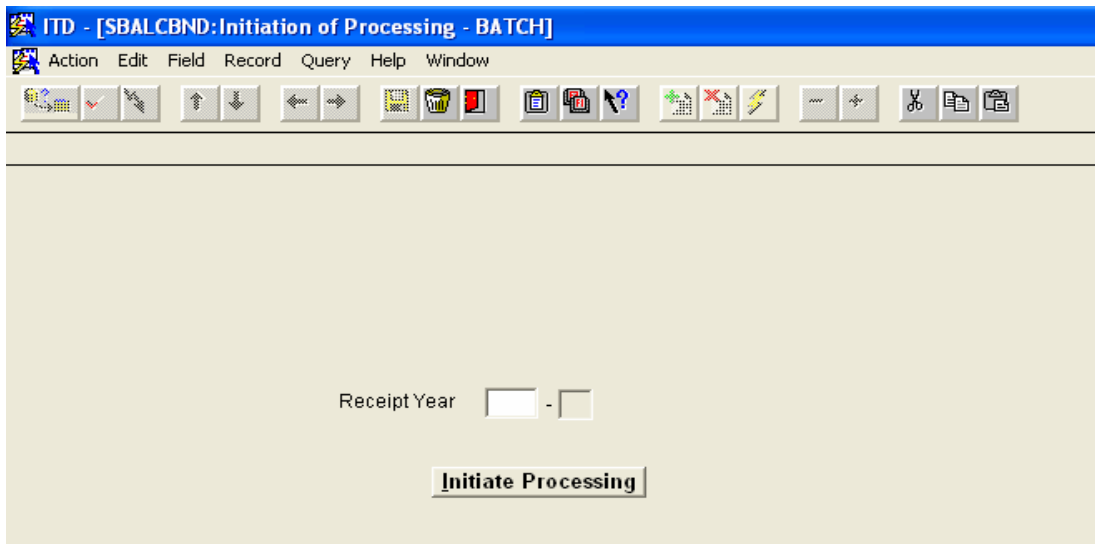 ITD - [SBALCBND:Initiation of Processing - BATCH]
Action Edit Field Record Query Help Window
Receipt Year -
Initiate Processing